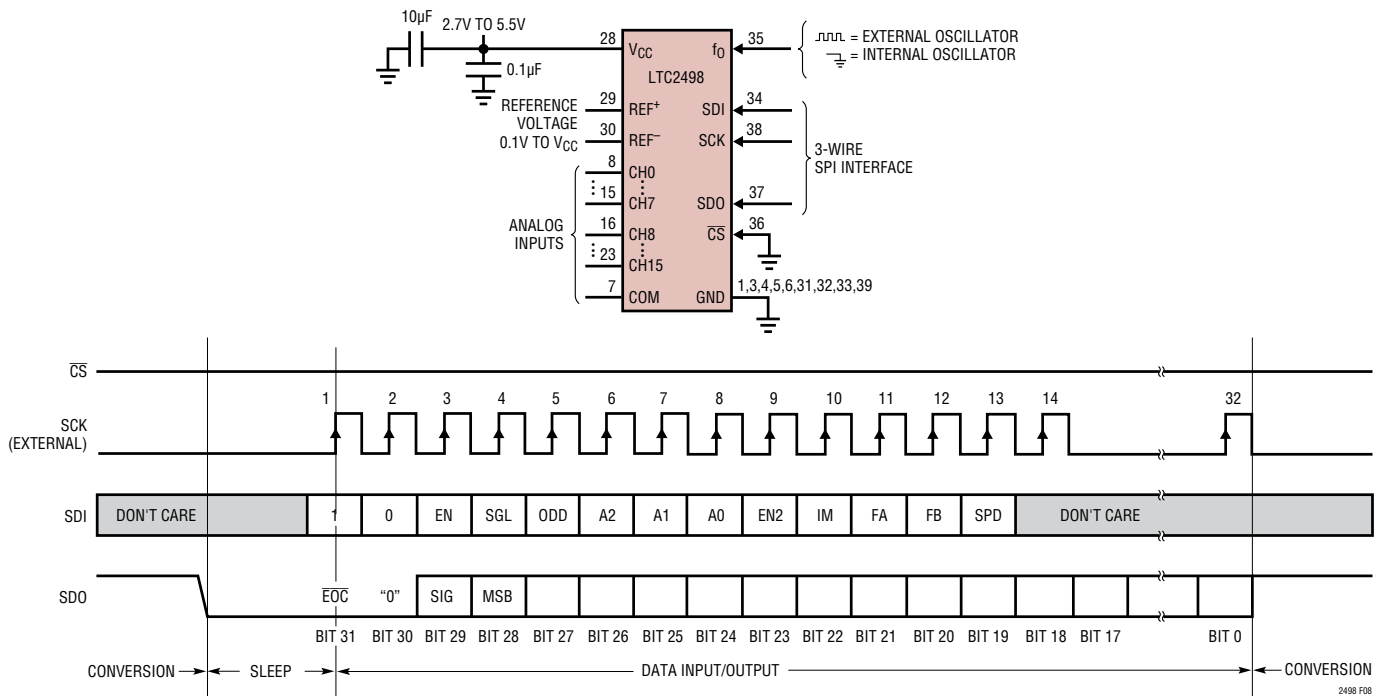 10µF
2.7V TO 5.5V
0.1µF
28
VCC
LTC2498
fO
35
= EXTERNAL OSCILLATOR
= INTERNAL OSCILLATOR
REFERENCE
VOLTAGE
0.1V TO VCC
29
REF+
30
REF–
SDI
34
SCK
38
3-WIRE
SPI INTERFACE
ANALOG
INPUTS
8
CH0
15
CH7
16
CH8
23
CH15
7
COM
SDO
37
CS
36
GND
1,3,4,5,6,31,32,33,39
CS
SCK
(EXTERNAL)
1 2 3 4 5 6 7 8 9 10 11 12 13 14 32
SDI
DON'T CARE 1 0 EN SGL ODD A2 A1 A0 EN2 IM FA FB SPD DON'T CARE
SDO
EOC "0" SIG MSB
BIT 31 BIT 30 BIT 29 BIT 28 BIT 27 BIT 26 BIT 25 BIT 24 BIT 23 BIT 22 BIT 21 BIT 20 BIT 19 BIT 18 BIT 17 BIT 0
CONVERSION SLEEP DATA INPUT/OUTPUT CONVERSION
2498 F08